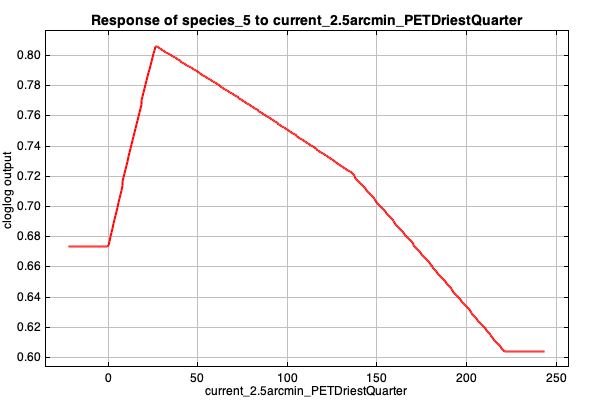 Response of species_5 to current_2.5arcmin_PETDriestQuarter
0.80
0.78
0.76
0.74
0.72
0.70
0.68
0.66
0.64
0.62
0.60
cloglog output
0 50 100 150 200 250
current_2.5arcmin_PETDriestQuarter